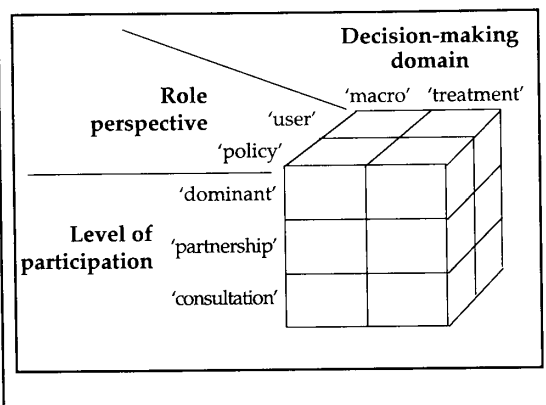 Decision-making
domain
'macro' 'treatment'
Role
perspective
'user'
'policy'
'dominant'
Level of
participation
'partnership'
'consultation'